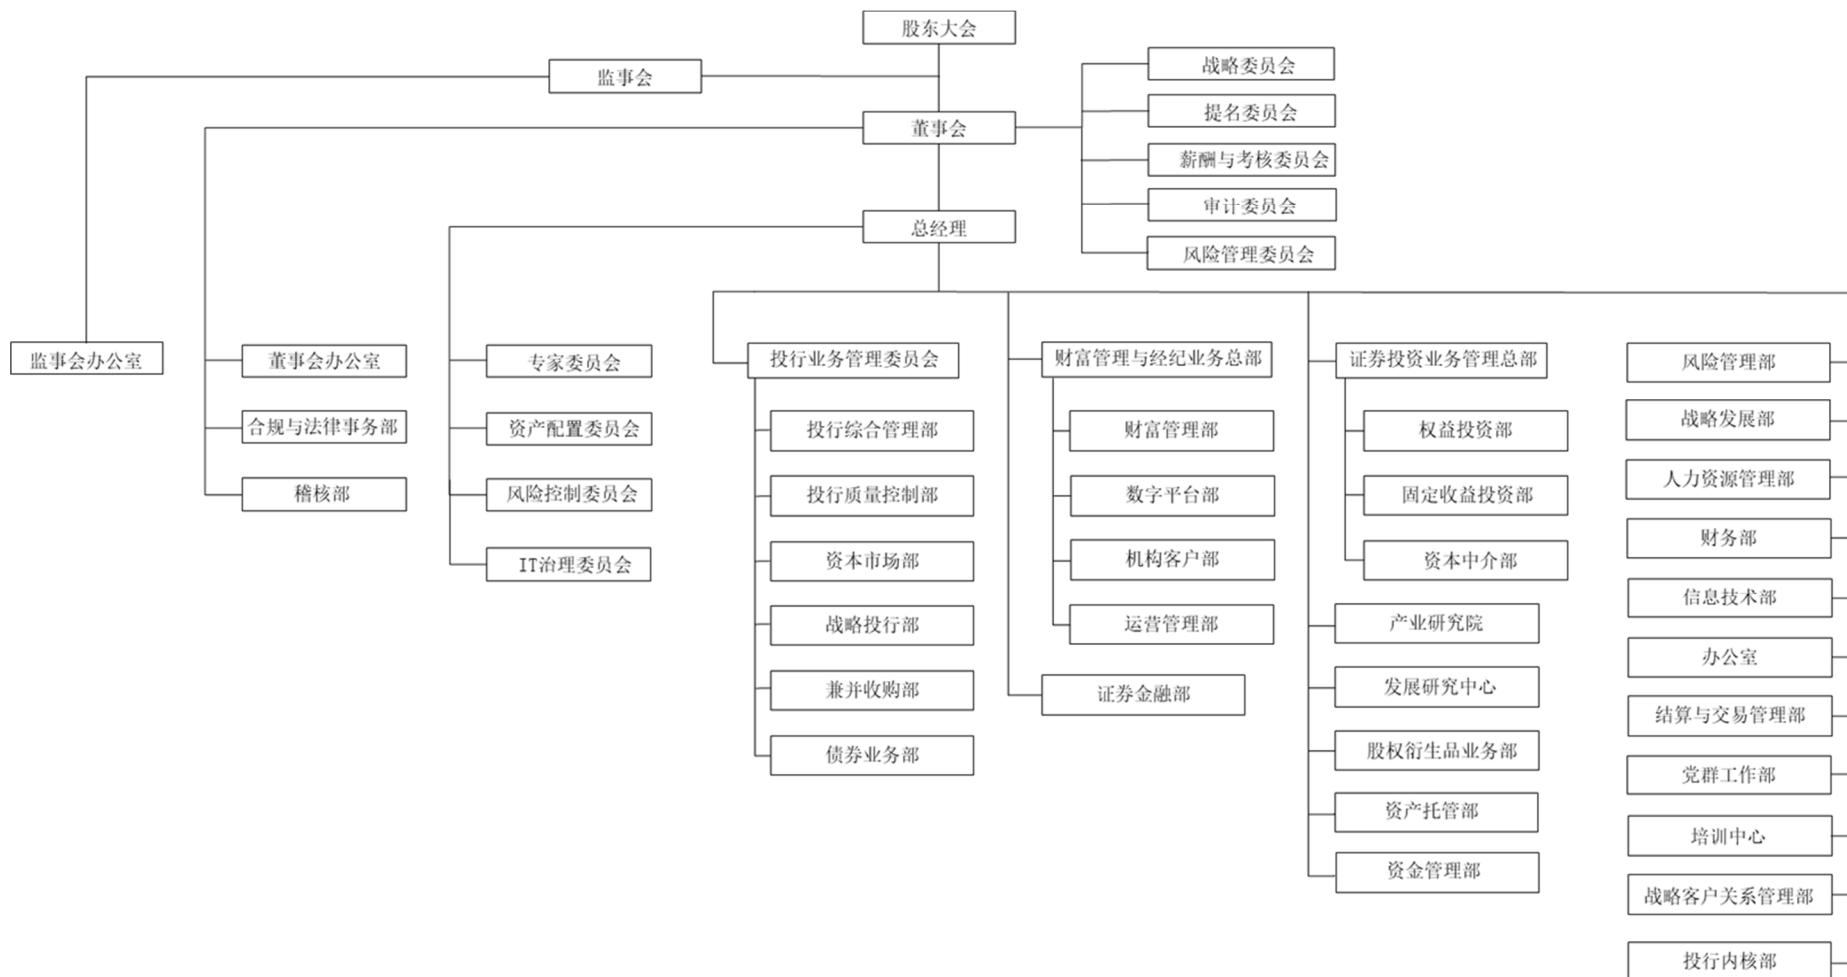 股东大会
监事会
董事会
总经理
战略委员会
提名委员会
薪酬与考核委员会
审计委员会
风险管理委员会
监事会办公室
董事会办公室
合规与法律事务部
稽核部
专家委员会
资产配置委员会
风险控制委员会
IT治理委员会
投行业务管理委员会
投行综合管理部
投行质量控制部
资本市场部
战略投行部
兼并收购部
债券业务部
财富管理与经纪业务总部
财富管理部
数字平台部
机构客户部
运营管理部
证券金融部
证券投资业务管理总部
权益投资部
固定收益投资部
资本中介部
产业研究院
发展研究中心
股权衍生品业务部
资产托管部
资金管理部
风险管理部
战略发展部
人力资源管理部
财务部
信息技术部
办公室
结算与交易管理部
党群工作部
培训中心
战略客户关系管理部
投行内核部